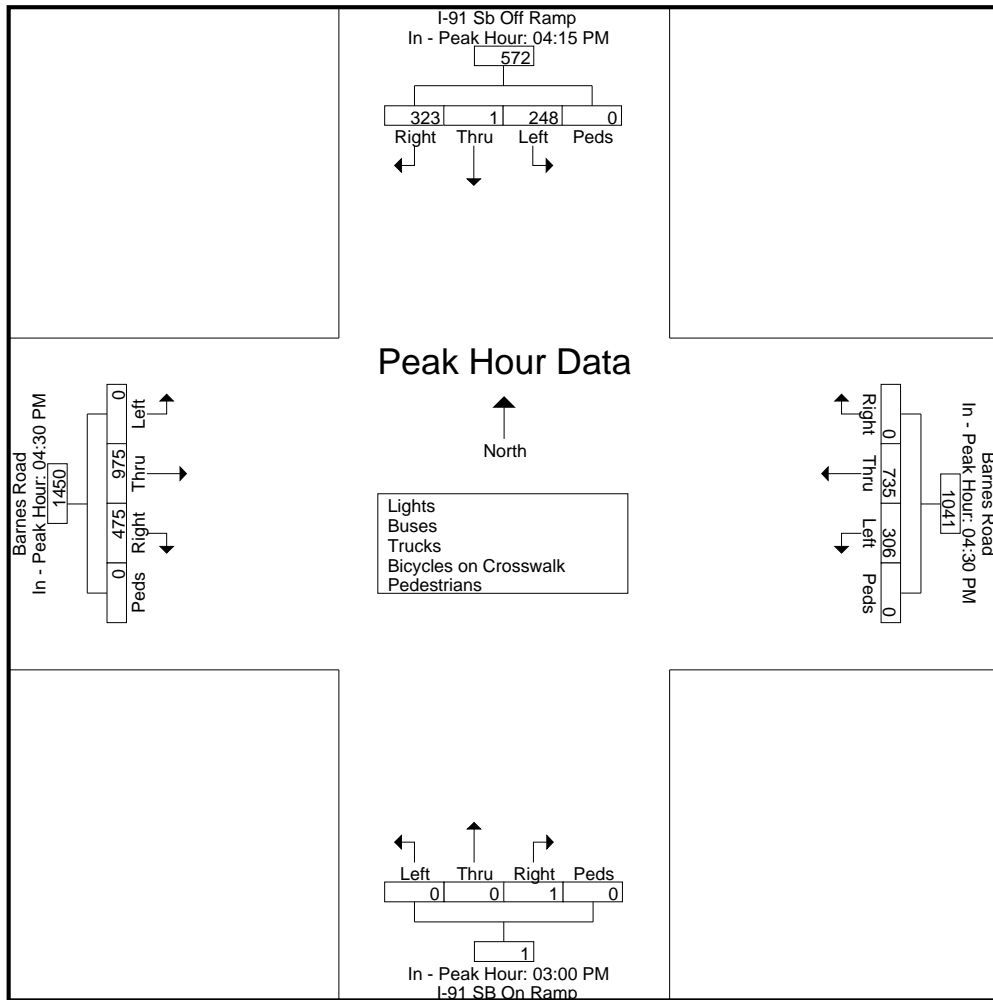 I-91 Sb Off Ramp
In - Peak Hour: 04:15 PM
572
323 1 248 0
Right Thru Left Peds
Peak Hour Data
North
Lights
Buses
Trucks
Bicycles on Crosswalk
Pedestrians
Barnes Road
In - Peak Hour: 04:30 PM
1450
0 975 475 0
Left Thru Right Peds
Barnes Road
In - Peak Hour: 04:30 PM
1041
0 735 306 0
Right Thru Left Peds
Left Thru Right Peds
0 0 1 0
1
In - Peak Hour: 03:00 PM
I-91 SB On Ramp